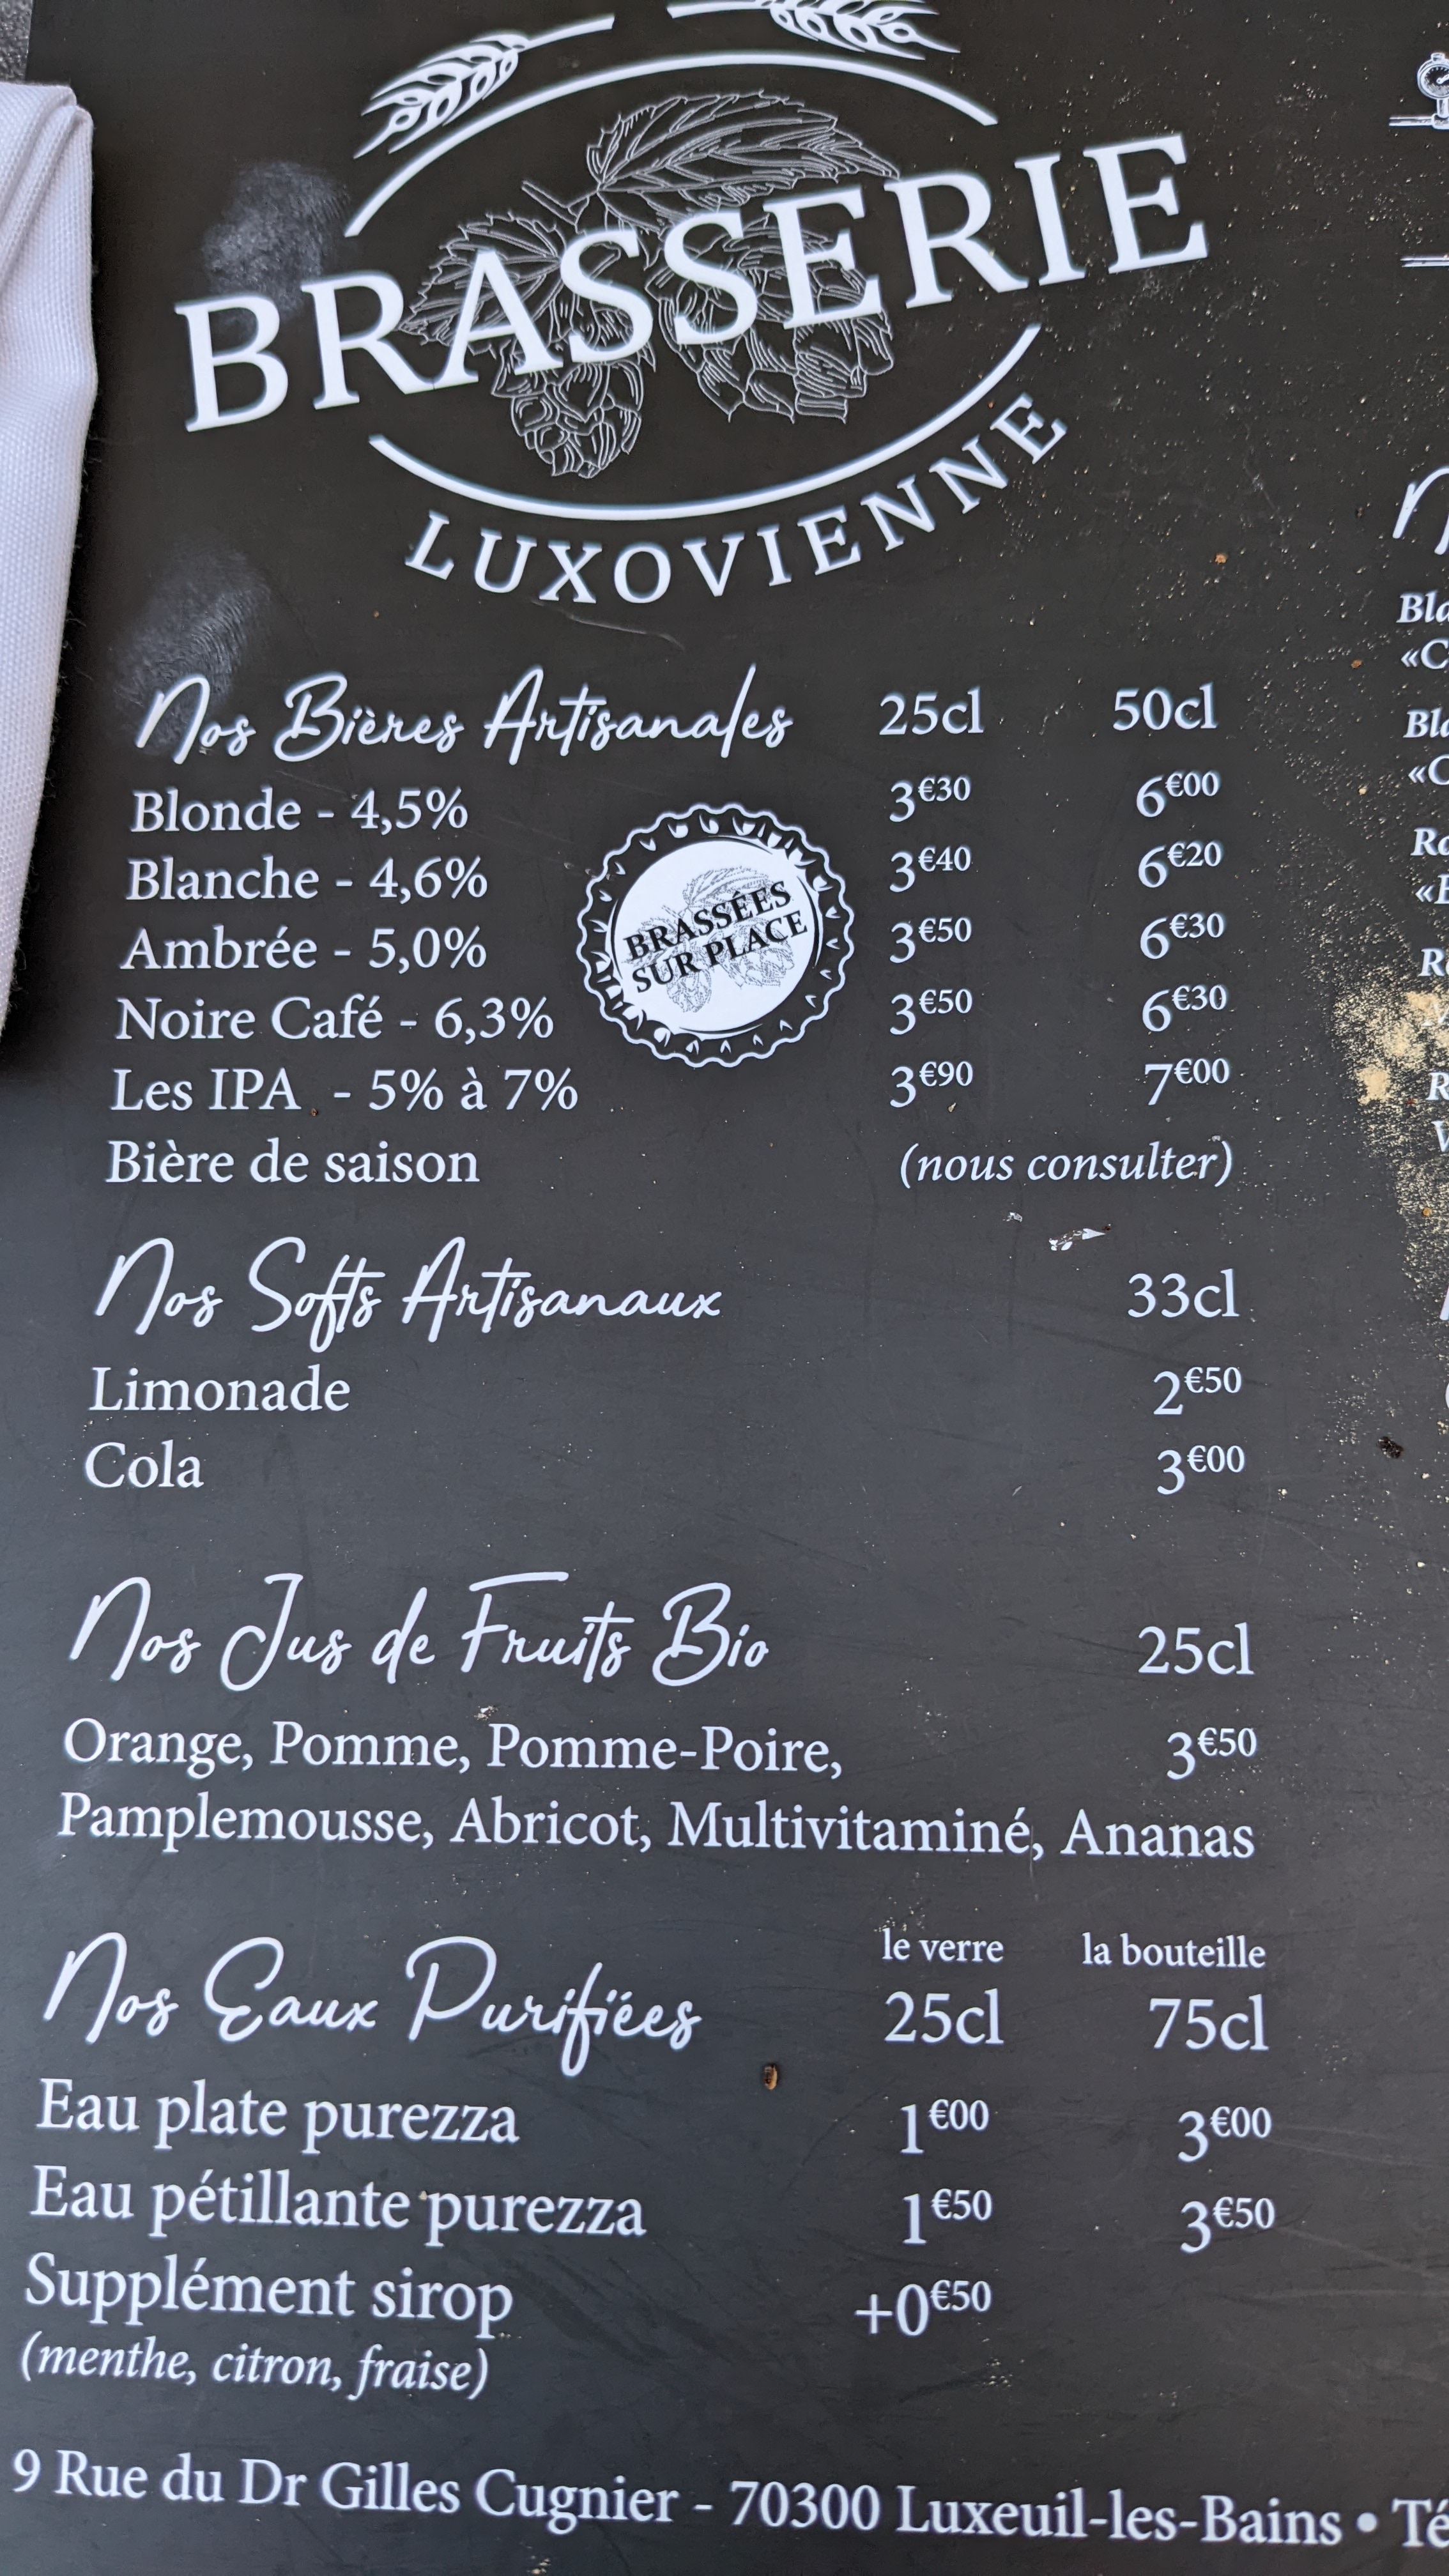 BRASSERIE
LUXOVIENNE
Nos Bières Artisanales 25cl 50cl
Blonde - 4,5% 3€30 6€00
Blanche - 4,6% 3€40 6€20
Ambrée - 5,0% 3€50 6€30
Noire Café - 6,3% 3€50 6€30
Les IPA - 5% à 7% 3€90 7€00
Bière de saison (nous consulter)
BRASSÉES
SUR PLACE
Nos Softs Artisanaux 33cl
Limonade 2€50
Cola 3€00
Nos Jus de Fruits Bio 25cl
Orange, Pomme, Pomme-Poire, 3€50
Pamplemousse, Abricot, Multivitaminé, Ananas
le verre la bouteille
Nos Eaux Purifiées 25cl 75cl
Eau plate purezza 1€00 3€00
Eau pétillante purezza 1€50 3€50
Supplément sirop +0€50
(menthe, citron, fraise)
9 Rue du Dr Gilles Cugnier - 70300 Luxeuil-les-Bains •